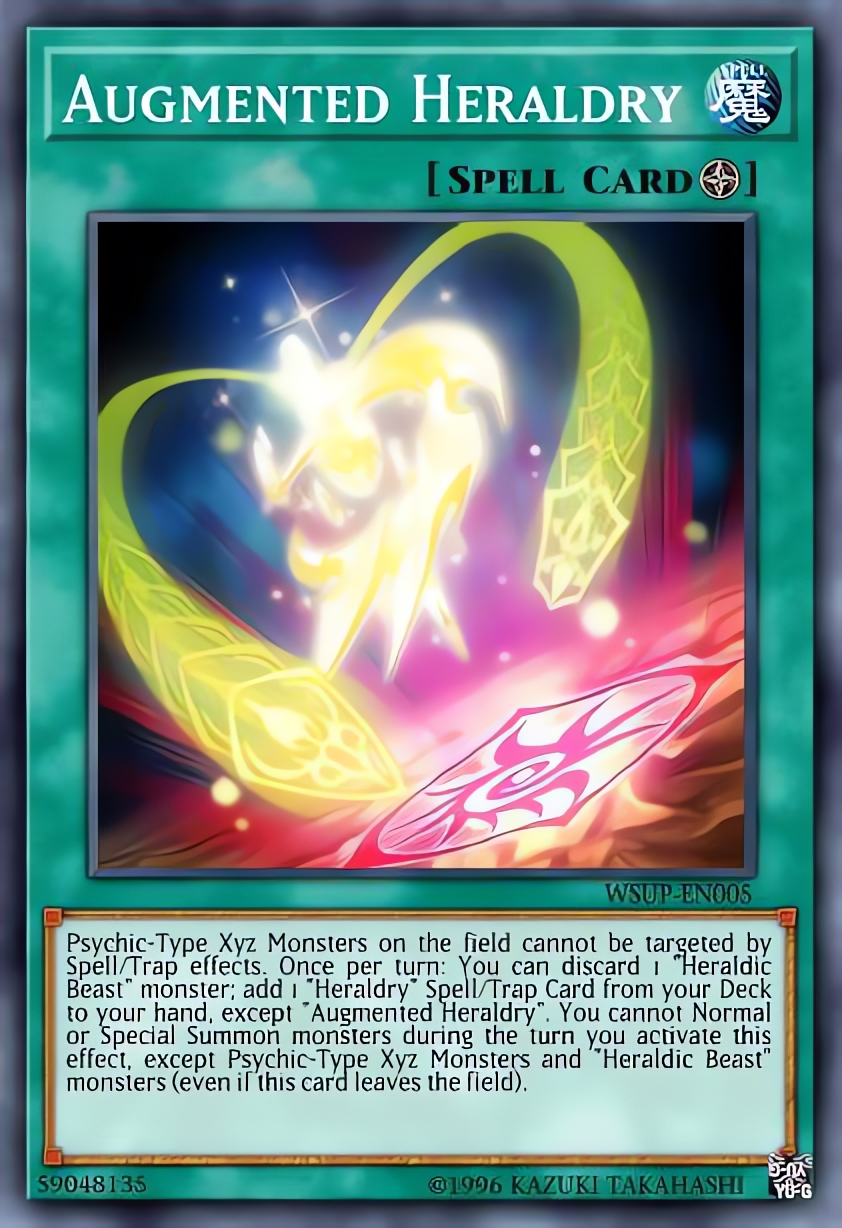 AUGMENTED HERALDRY
SPELL
魔
[SPELL CARD]
WSUP-EN005
Psychic-Type Xyz Monsters on the field cannot be targeted by
Spell/Trap effects. Once per turn: You can discard 1 "Heraldic
Beast" monster; add 1 "Heraldry" Spell/Trap Card from your Deck
to your hand, except "Augmented Heraldry". You cannot Normal
or Special Summon monsters during the turn you activate this
effect, except Psychic-Type Xyz Monsters and "Heraldic Beast"
monsters (even if this card leaves the field).
59048135
©1996 KAZUKI TAKAHASHI